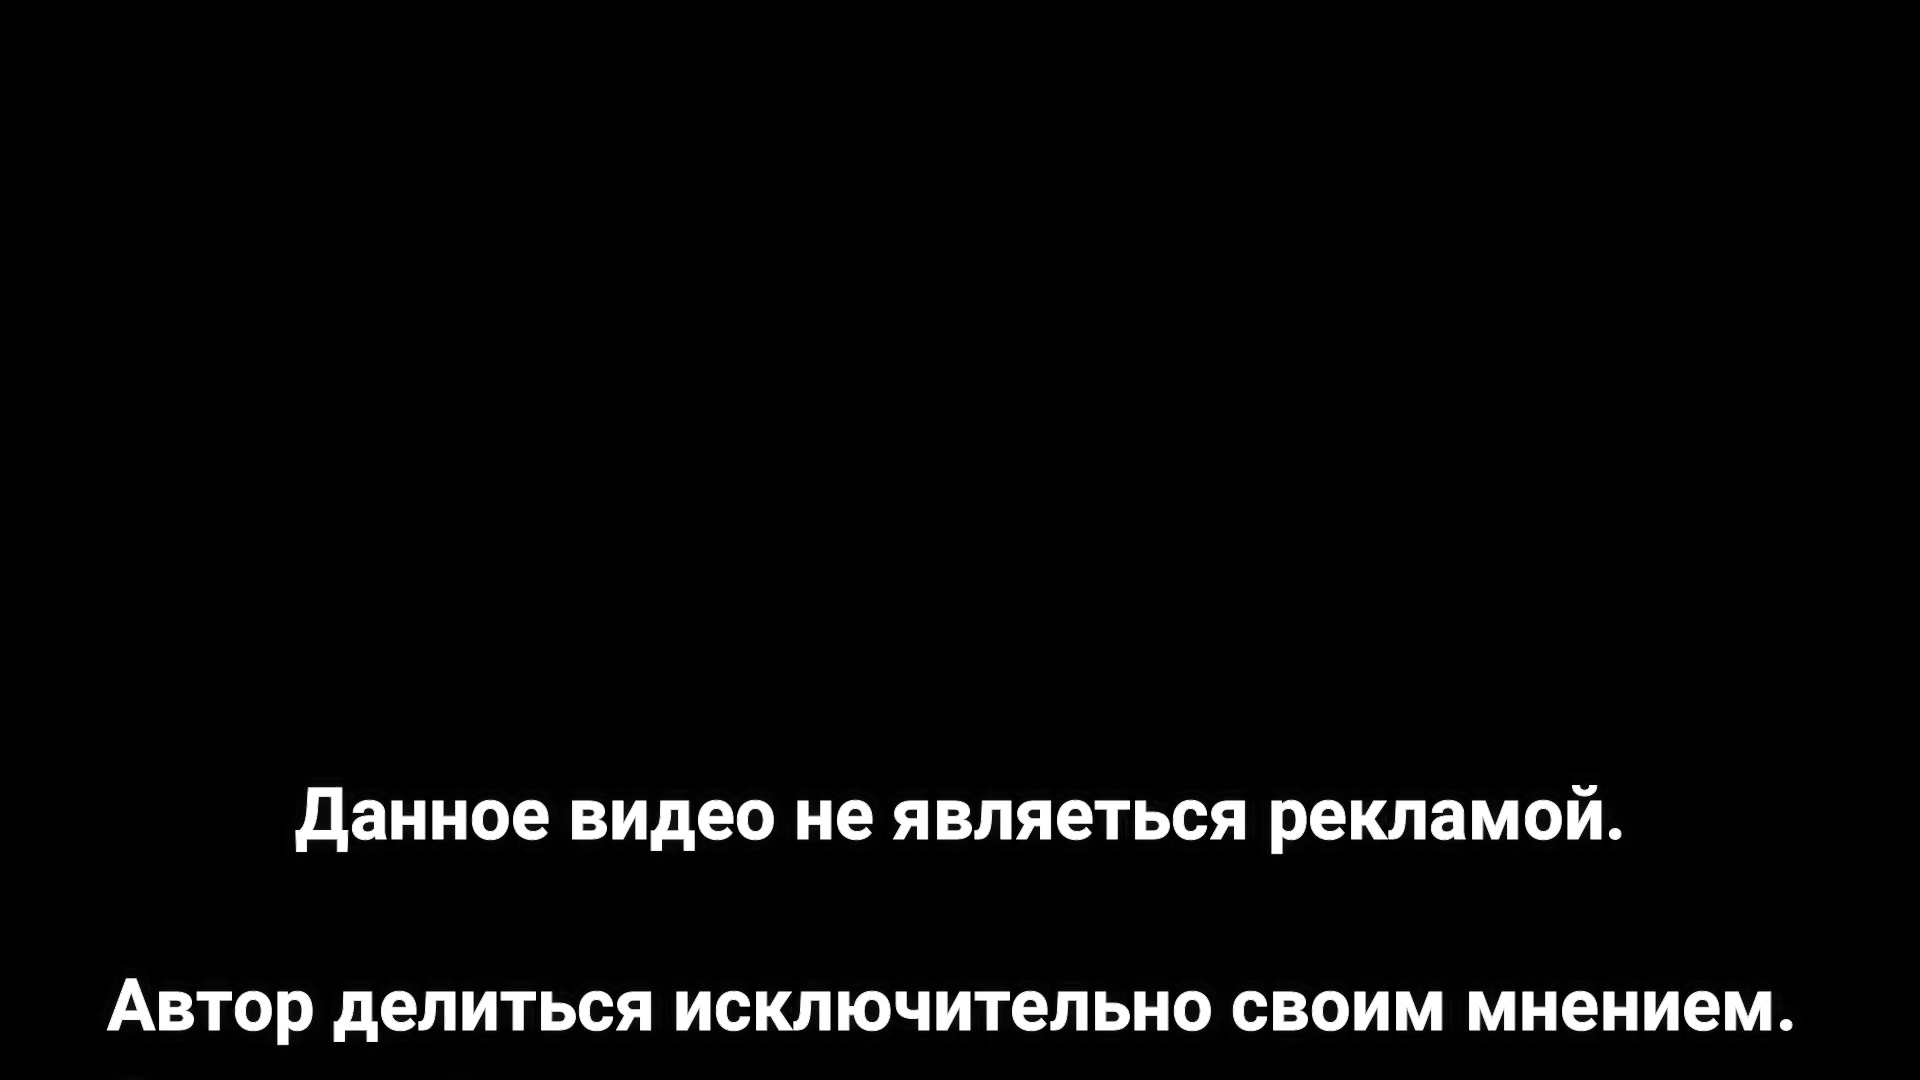 Данное видео не являеться рекламой.
Автор делиться исключительно своим мнением.